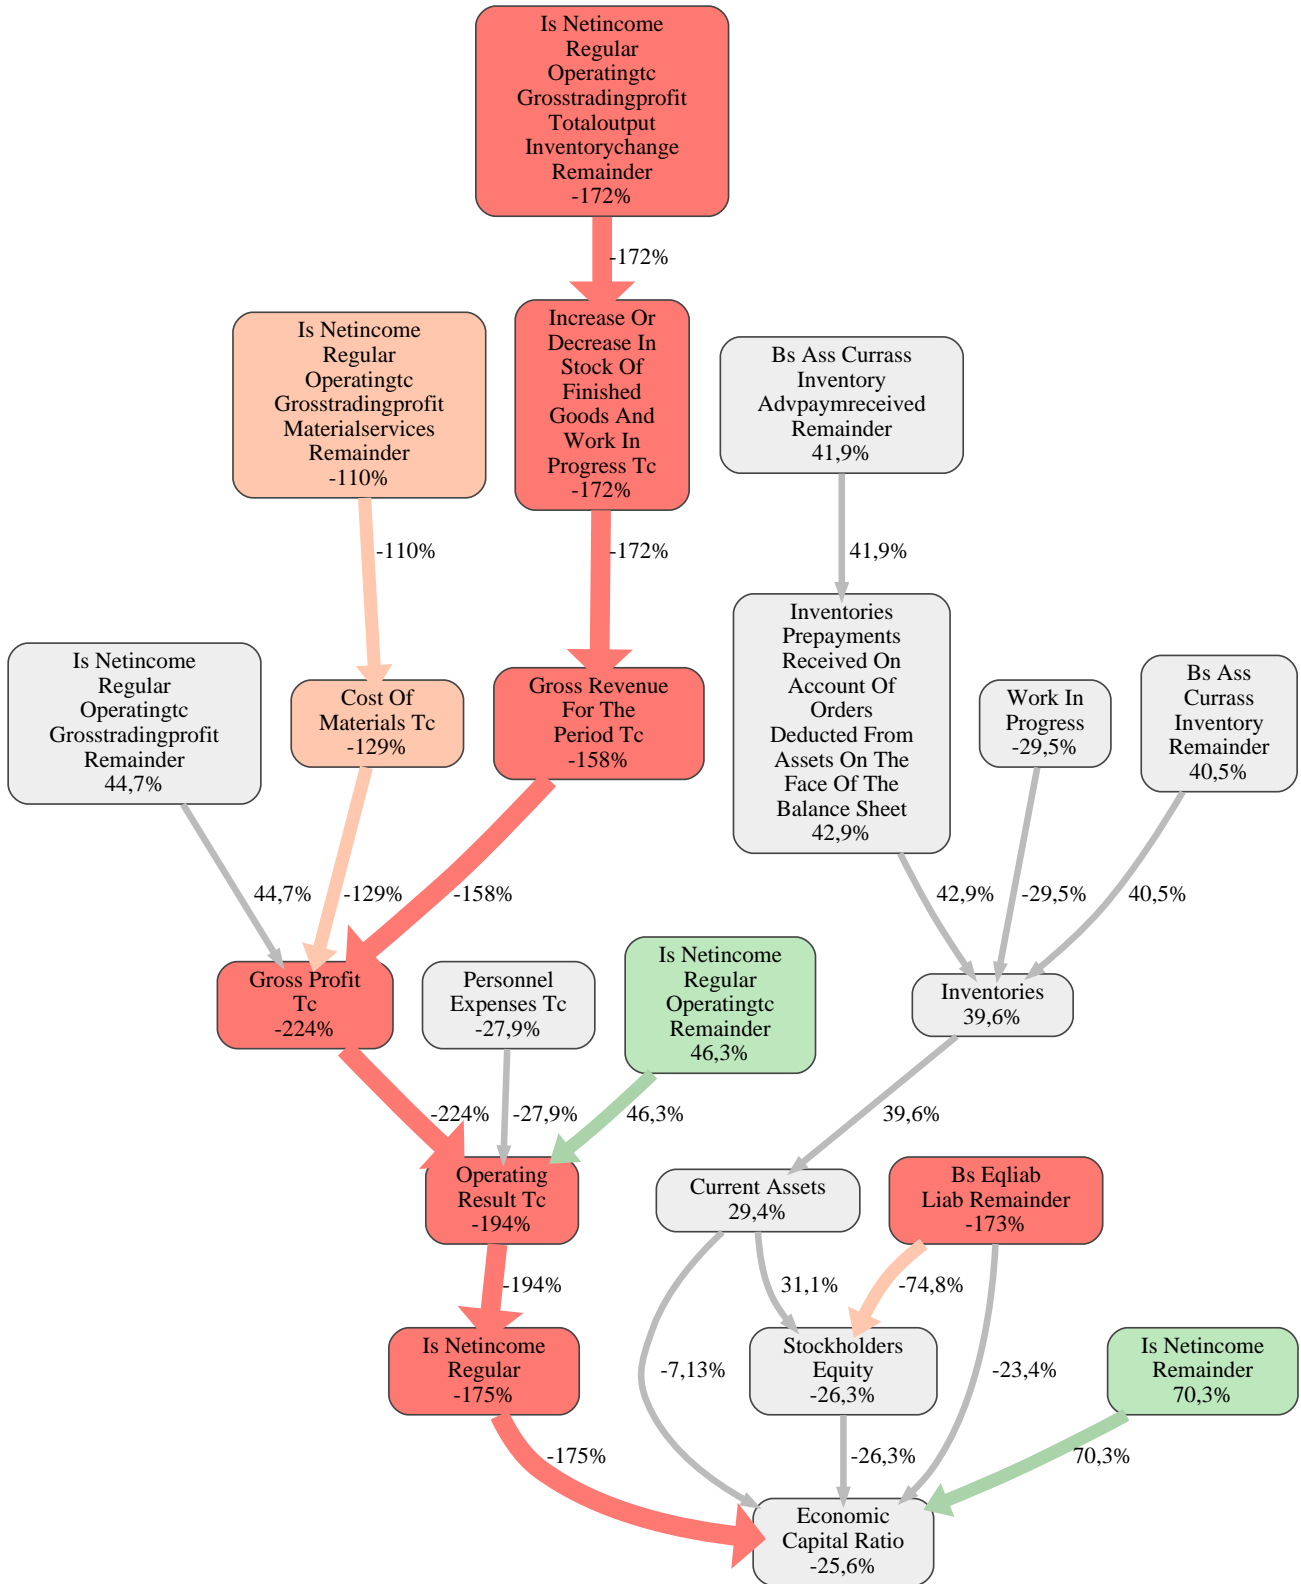 Is Netincome
Regular
Operatingtc
Grosstradingprofit
Totaloutput
Inventorychange
Remainder
-172%
-172%
Is Netincome
Regular
Operatingtc
Grosstradingprofit
Materialservices
Remainder
-110%
Increase Or
Decrease In
Stock Of
Finished
Goods And
Work In
Progress Tc
-172%
Bs Ass Currass
Inventory
Advpaymreceived
Remainder
41,9%
-110%
-172%
41,9%
Is Netincome
Regular
Operatingtc
Grosstradingprofit
Remainder
44,7%
Cost Of
Materials Tc
-129%
Gross Revenue
For The
Period Tc
-158%
Inventories
Prepayments
Received On
Account Of
Orders
Deducted From
Assets On The
Face Of The
Balance Sheet
42,9%
Work In
Progress
-29,5%
Bs Ass
Currass
Inventory
Remainder
40,5%
44,7%
-129%
-158%
42,9%
-29,5%
40,5%
Gross Profit
Tc
-224%
Personnel
Expenses Tc
-27,9%
Is Netincome
Regular
Operatingtc
Remainder
46,3%
Inventories
39,6%
-224%
-27,9%
46,3%
39,6%
Operating
Result Tc
-194%
Current Assets
29,4%
Bs Eqliab
Liab Remainder
-173%
-194%
31,1%
-74,8%
Is Netincome
Regular
-175%
-7,13%
Stockholders
Equity
-26,3%
-23,4%
Is Netincome
Remainder
70,3%
-175%
-26,3%
70,3%
Economic
Capital Ratio
-25,6%